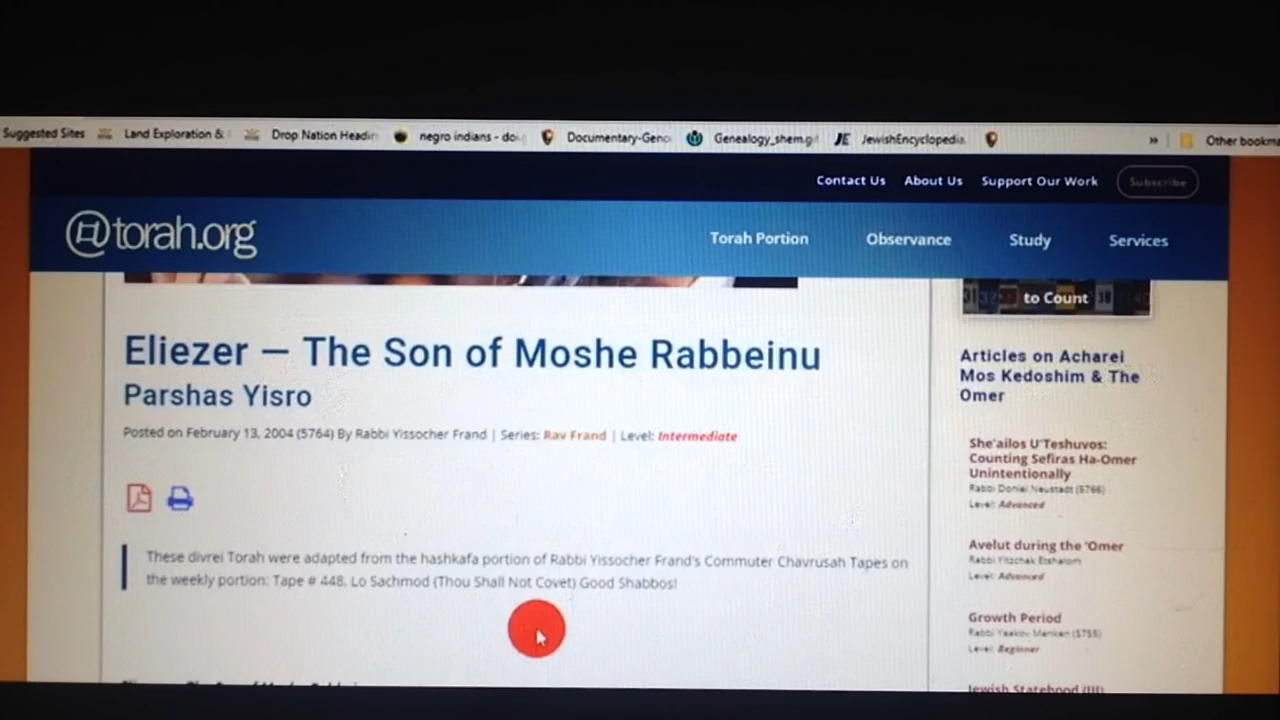 Suggested Sites Land Exploration & Drop Nation Headin negro indians - do Documentary-Geno Genealogy_shem.gi JE JewishEncyclopedia. » Other bookma
Contact Us About Us Support Our Work Subscribe
@torah.org Torah Portion Observance Study Services
to Count
Eliezer — The Son of Moshe Rabbeinu
Parshas Yisro
Posted on February 13, 2004 (5764) By Rabbi Yissocher Frand | Series: Rav Frand | Level: Intermediate
These divrei Torah were adapted from the hashkafa portion of Rabbi Yissocher Frand's Commuter Chavrusah Tapes on
the weekly portion: Tape # 448, Lo Sachmod (Thou Shall Not Covet) Good Shabbos!
Articles on Acharei
Mos Kedoshim & The
Omer
She'ailos U'Teshuvos:
Counting Sefiras Ha-Omer
Unintentionally
Rabbi Doniel Neustadt (5766)
Level: Advanced
Avelut during the 'Omer
Rabbi Yitzchak Etshalom
Level: Advanced
Growth Period
Rabbi Yaakov Menken (5755)
Level: Beginner
Jewish Statehood (III)